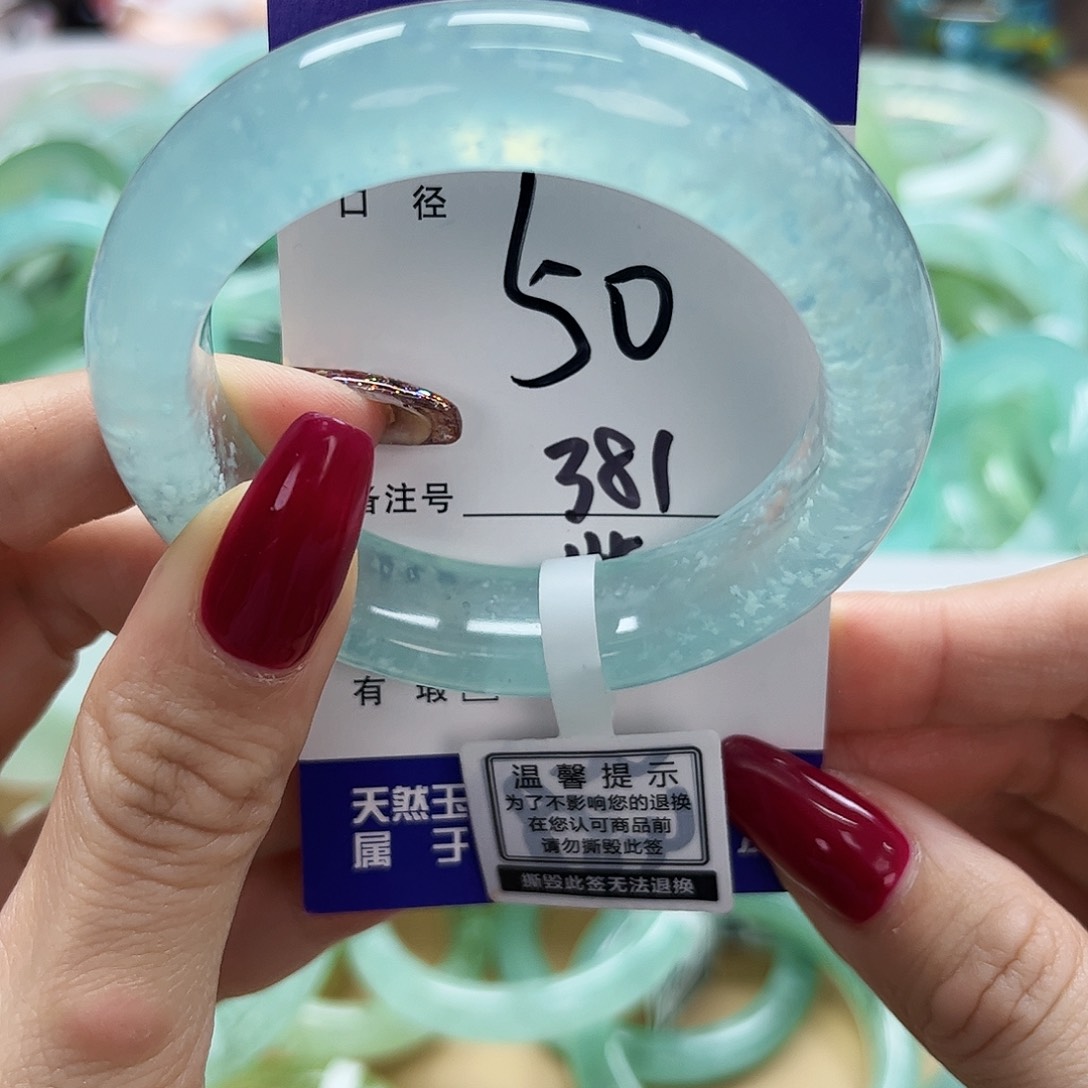 口径
50
备注号 381
有瑕
温馨提示
为了不影响您的退换
在您认可商品前
请勿撕毁此签
撕毁此签无法退换
天然玉
属于